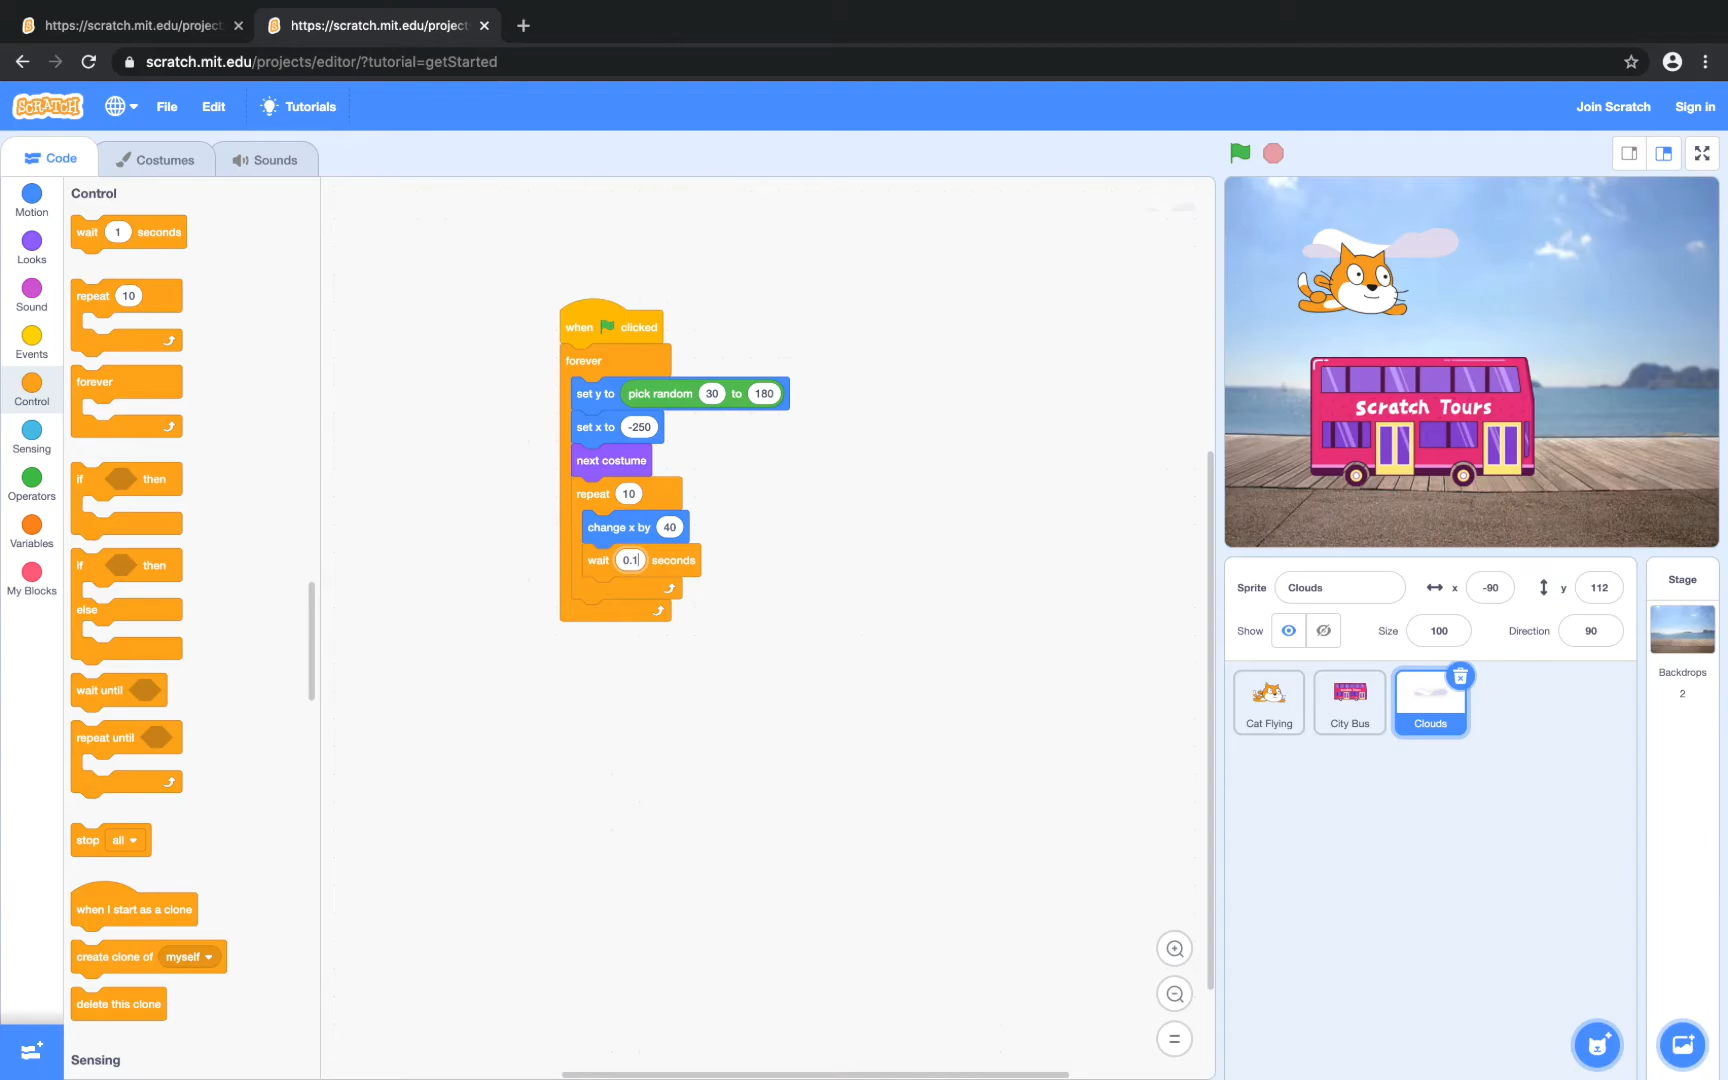 https://scratch.mit.edu/project
https://scratch.mit.edu/project
scratch.mit.edu/projects/editor/?tutorial=getStarted
SCRATCH
File
Edit
Tutorials
Join Scratch
Sign in
Code
Costumes
Sounds
Motion
Looks
Sound
Events
Control
Sensing
Operators
Variables
My Blocks
Control
wait 1 seconds
repeat 10
forever
if then
if then
else
wait until
repeat until
stop all
when I start as a clone
create clone of myself
delete this clone
Sensing
when clicked
forever
set y to pick random 30 to 180
set x to -250
next costume
repeat 10
change x by 40
wait 0.1 seconds
Scratch Tours
Sprite Clouds x -90 y 112
Show Size 100 Direction 90
Cat Flying
City Bus
Clouds
Stage
Backdrops
2